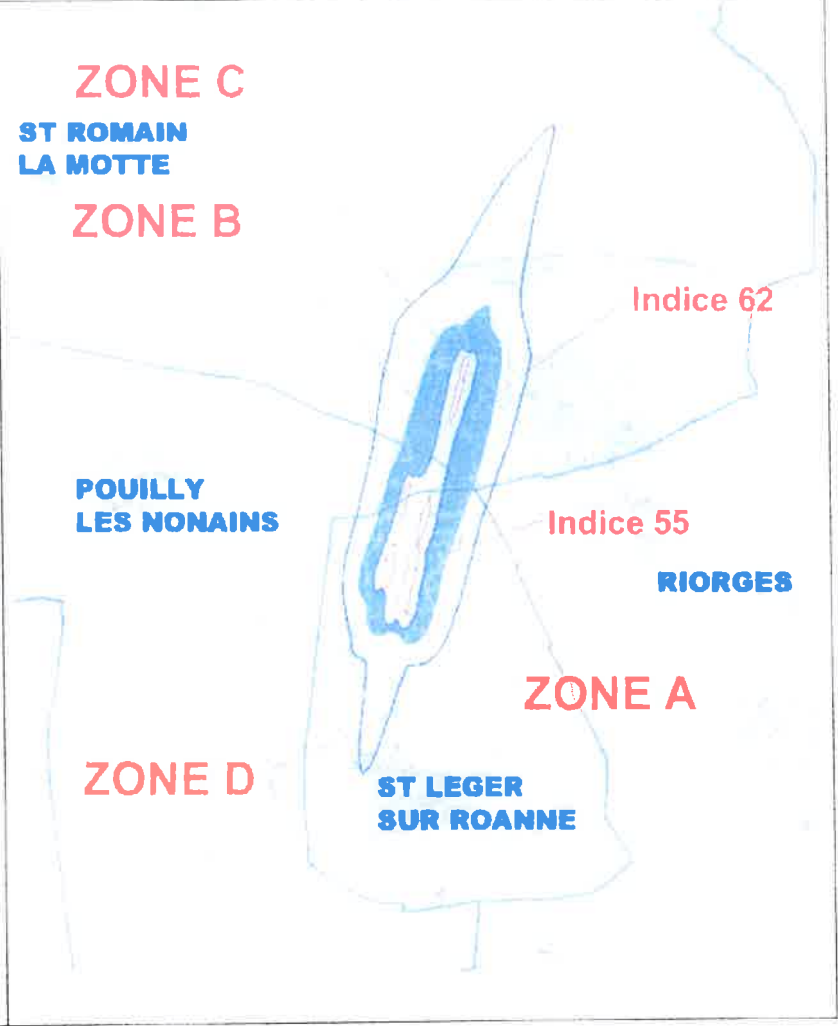 ZONE C
ST ROMAIN
LA MOTTE
ZONE B
Indice 62
POUILLY
LES NONAINS
Indice 55
RIORGES
ZONE A
ZONE D
ST LEGER
SUR ROANNE